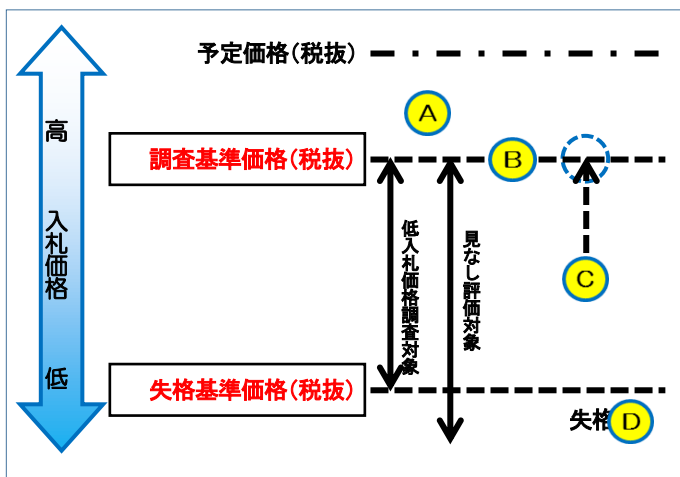 予定価格(税抜)
高
入札価格
低
A
調査基準価格(税抜)
B
低入札価格調査対象
見なし評価対象
C
失格基準価格(税抜)
失格
D